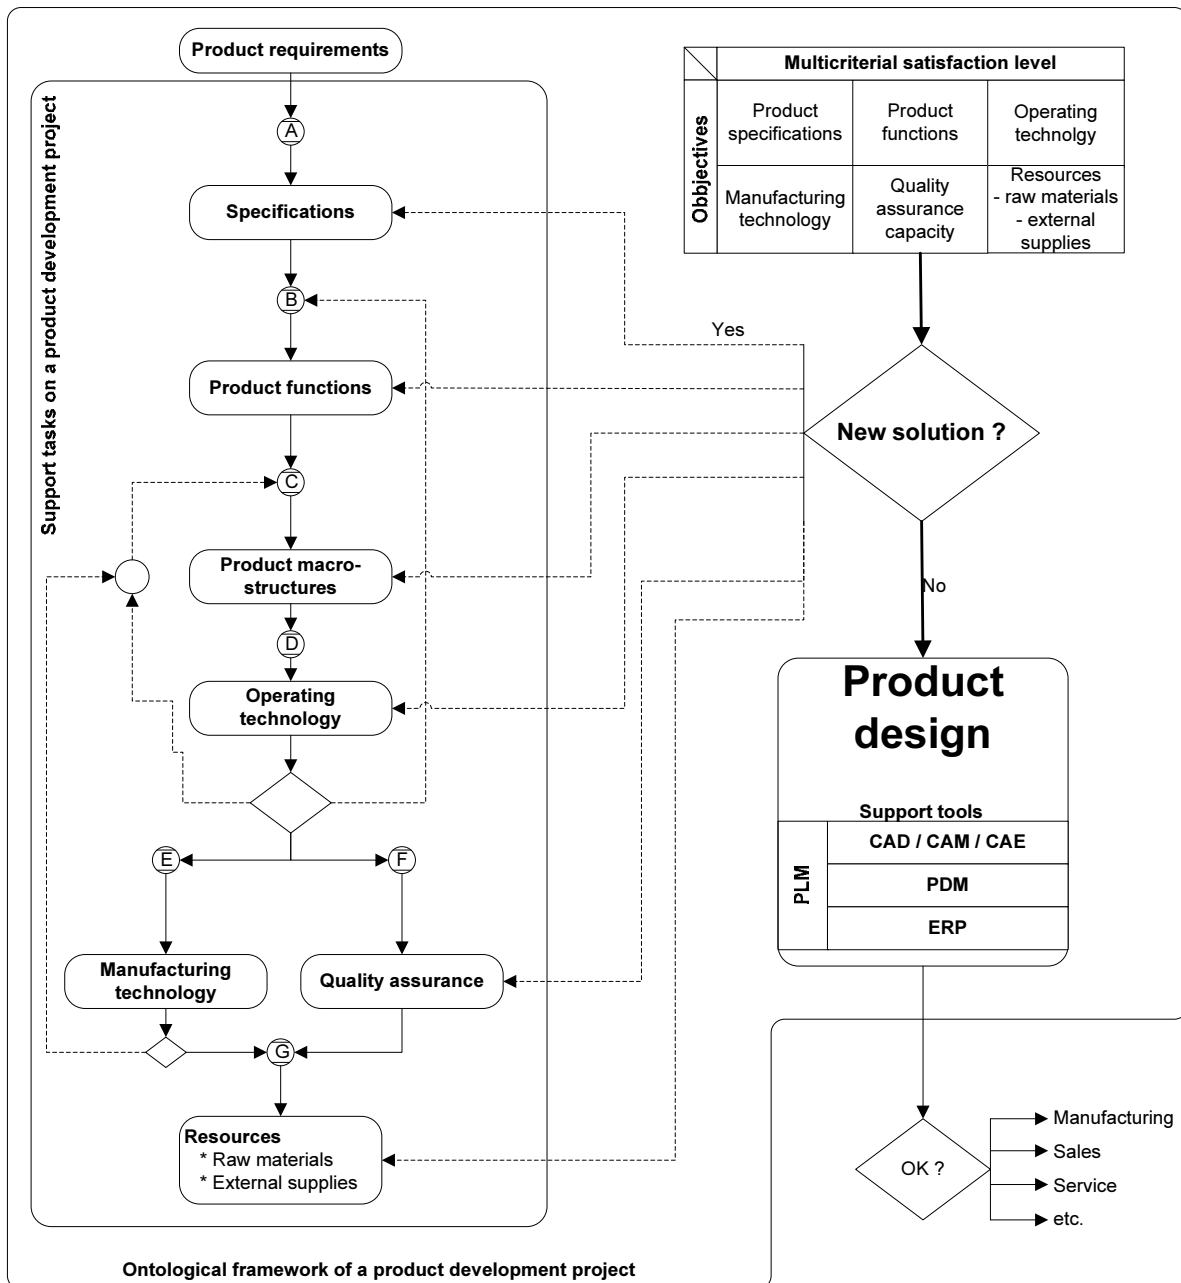 Product requirements
Support tasks on a product development project
A
Specifications
B
Product functions
C
Product macro-
structures
D
Operating
technology
E
F
Manufacturing
technology
Quality assurance
G
Resources
* Raw materials
* External supplies
Ontological framework of a product development project
Multicriterial satisfaction level
Obbjectives
Product
specifications
Product
functions
Operating
technolgy
Manufacturing
technology
Quality
assurance
capacity
Resources
- raw materials
- external
supplies
Yes
New solution ?
No
Product
design
Support tools
PLM
CAD / CAM / CAE
PDM
ERP
OK ?
Manufacturing
Sales
Service
etc.